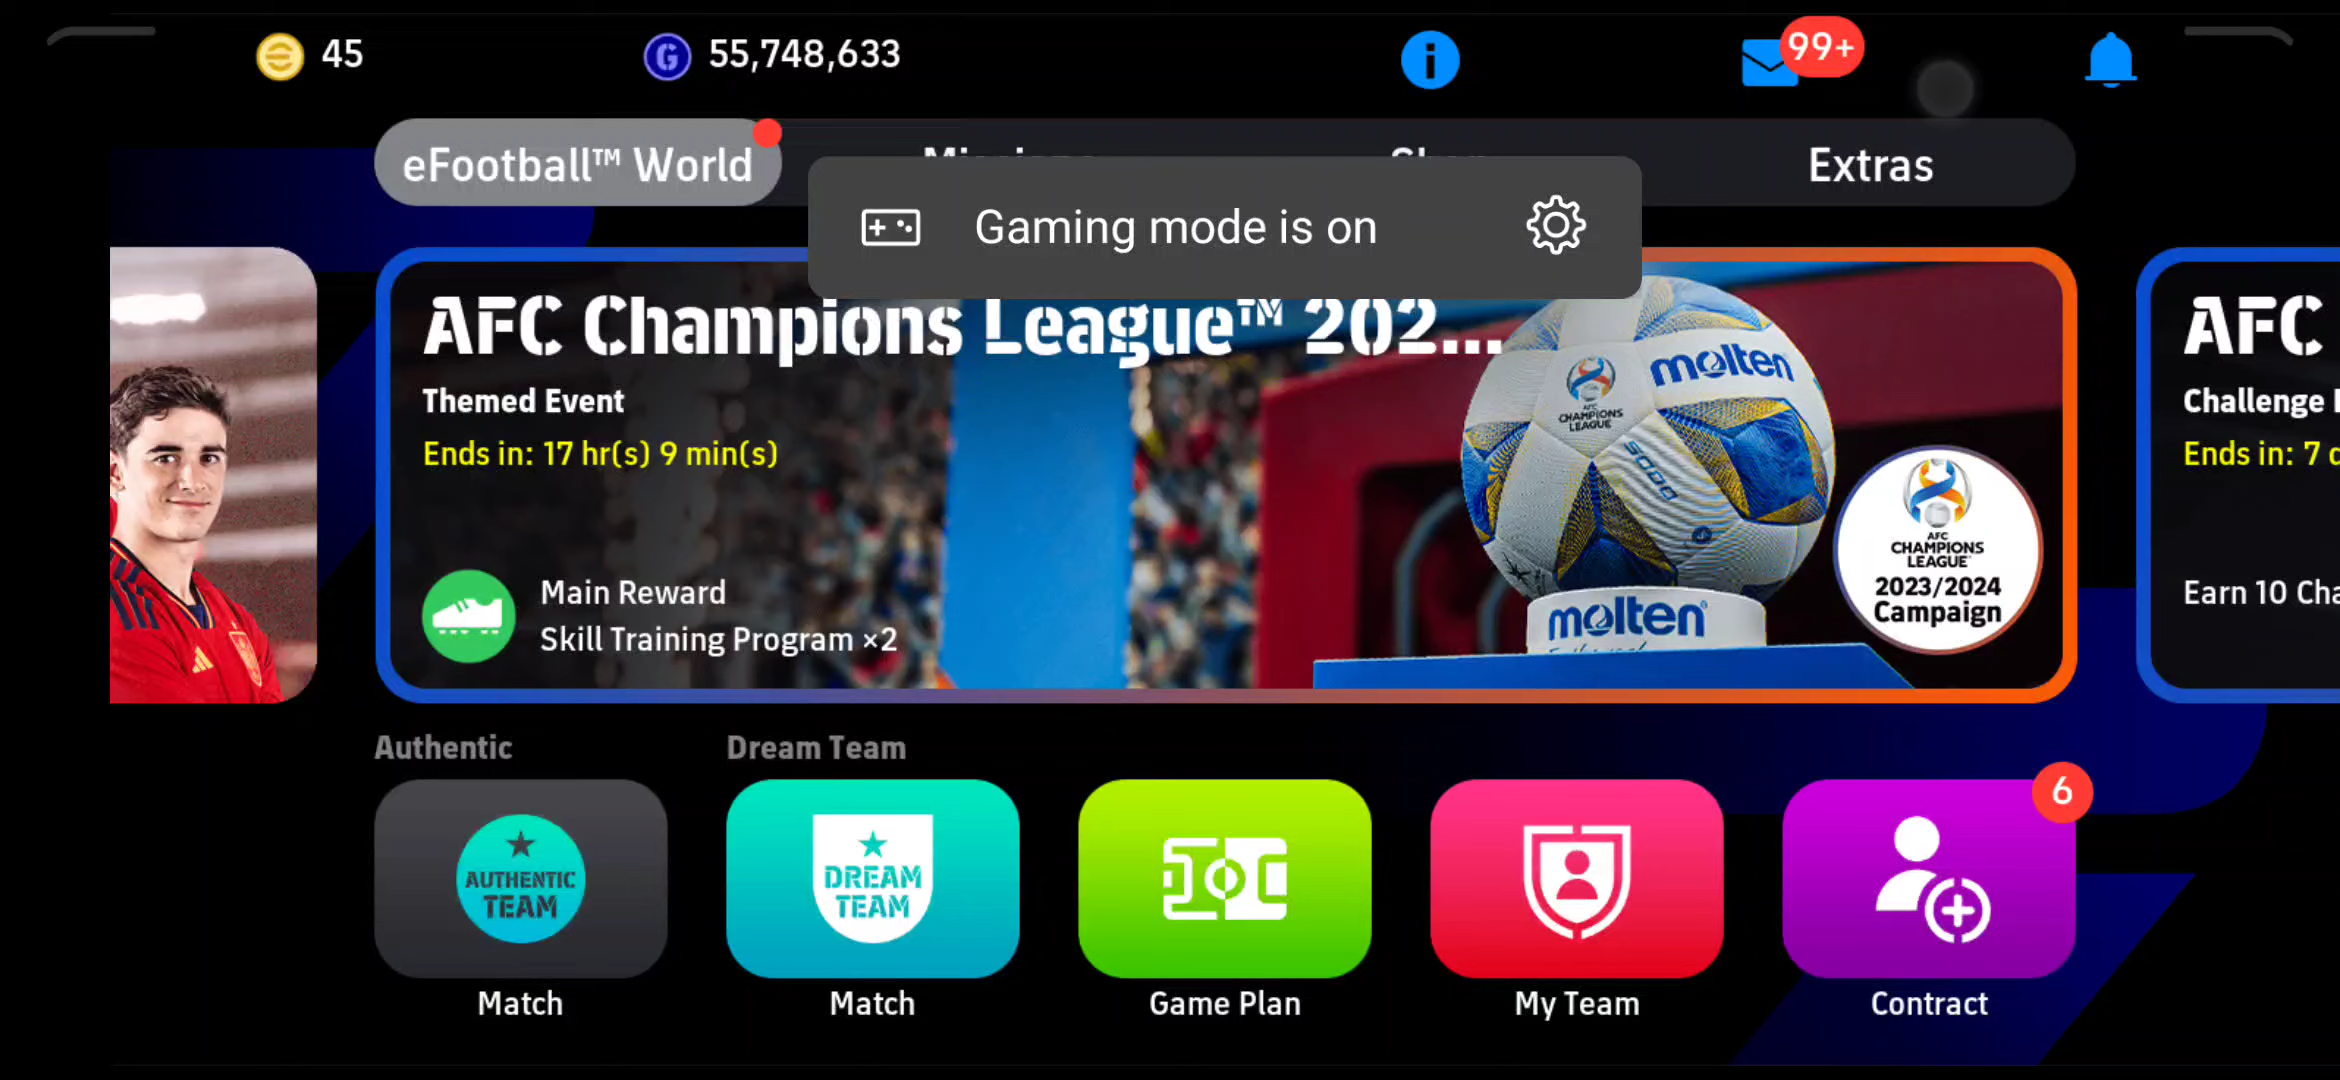 45
55,748,633
99+
eFootball™ World
Extras
Gaming mode is on
AFC Champions League™ 202...
Themed Event
Ends in: 17 hr(s) 9 min(s)
Main Reward
Skill Training Program ×2
molten
AFC
CHAMPIONS
LEAGUE
5000
molten
AFC
CHAMPIONS
LEAGUE
2023/2024
Campaign
AFC
Challenge
Ends in: 7
Earn 10
Authentic
Dream Team
AUTHENTIC
TEAM
DREAM
TEAM
6
Match
Match
Game Plan
My Team
Contract